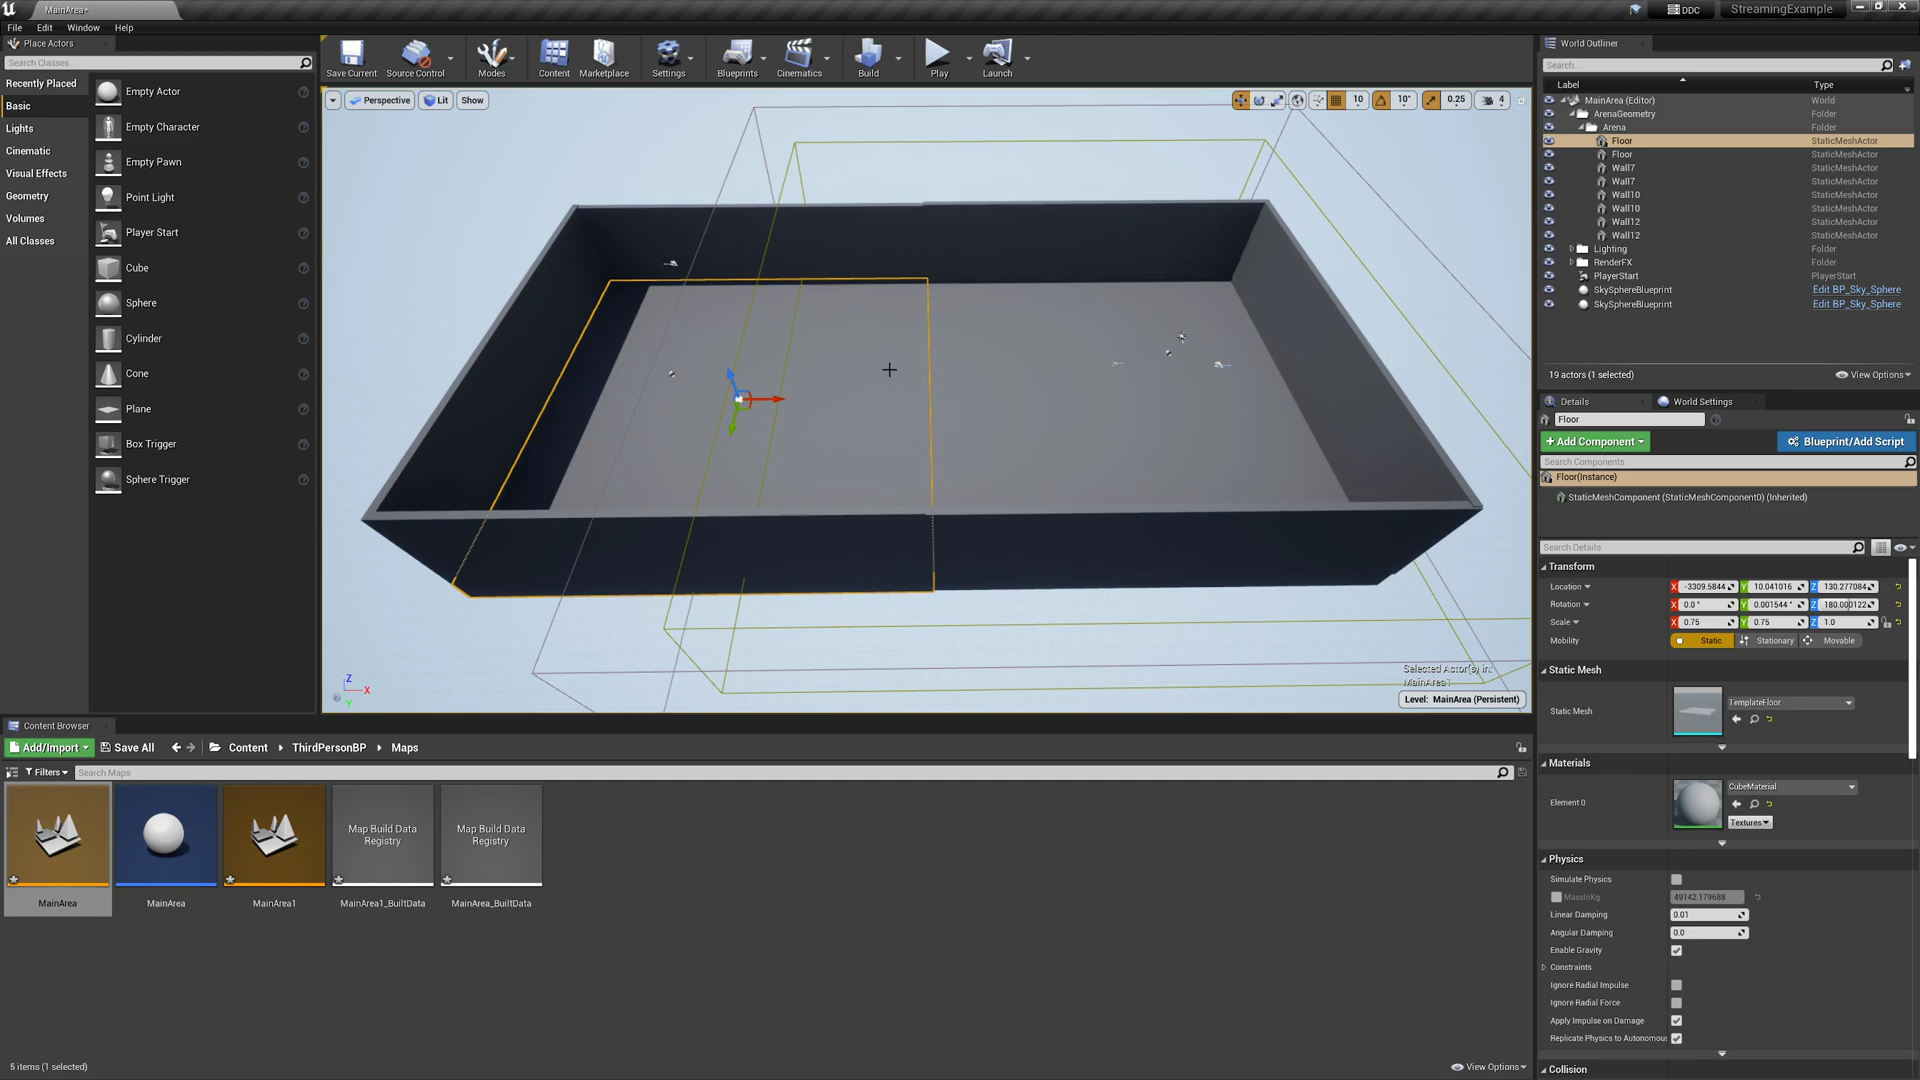 MainArea*
DDC
StreamingExample
File Edit Window Help
Place Actors
Search Classes
Recently Placed
Basic
Lights
Cinematic
Visual Effects
Geometry
Volumes
All Classes
Empty Actor
Empty Character
Empty Pawn
Point Light
Player Start
Cube
Sphere
Cylinder
Cone
Plane
Box Trigger
Sphere Trigger
Save Current Source Control Modes Content Marketplace Settings Blueprints Cinematics Build Play Launch
Perspective Lit Show
10 10° 0.25 4
Selected Actor(s) in:
MainArea1
Level: MainArea (Persistent)
Z
X
Y
World Outliner
Search...
Label Type
MainArea (Editor) World
ArenaGeometry Folder
Arena Folder
Floor StaticMeshActor
Floor StaticMeshActor
Wall7 StaticMeshActor
Wall7 StaticMeshActor
Wall10 StaticMeshActor
Wall10 StaticMeshActor
Wall12 StaticMeshActor
Wall12 StaticMeshActor
Lighting Folder
RenderFX Folder
PlayerStart PlayerStart
SkySphereBlueprint Edit BP_Sky_Sphere
SkySphereBlueprint Edit BP_Sky_Sphere
19 actors (1 selected) View Options
Details World Settings
Floor
+Add Component Blueprint/Add Script
Search Components
Floor(Instance)
StaticMeshComponent (StaticMeshComponent0) (Inherited)
Search Details
Transform
Location X -3309.5844 Y 10.041016 Z 130.277084
Rotation X 0.0° Y 0.001544° Z 180.000122
Scale X 0.75 Y 0.75 Z 1.0
Mobility Static Stationary Movable
Static Mesh
Static Mesh TemplateFloor
Materials
Element 0 CubeMaterial
Textures
Physics
Simulate Physics
MassInKg 49142.179688
Linear Damping 0.01
Angular Damping 0.0
Enable Gravity
Constraints
Ignore Radial Impulse
Ignore Radial Force
Apply Impulse on Damage
Replicate Physics to Autonomou
Collision
Content Browser
Add/Import Save All Content ThirdPersonBP Maps
Filters Search Maps
Map Build Data
Registry
Map Build Data
Registry
MainArea MainArea MainArea1 MainArea1_BuiltData MainArea_BuiltData
5 items (1 selected) View Options